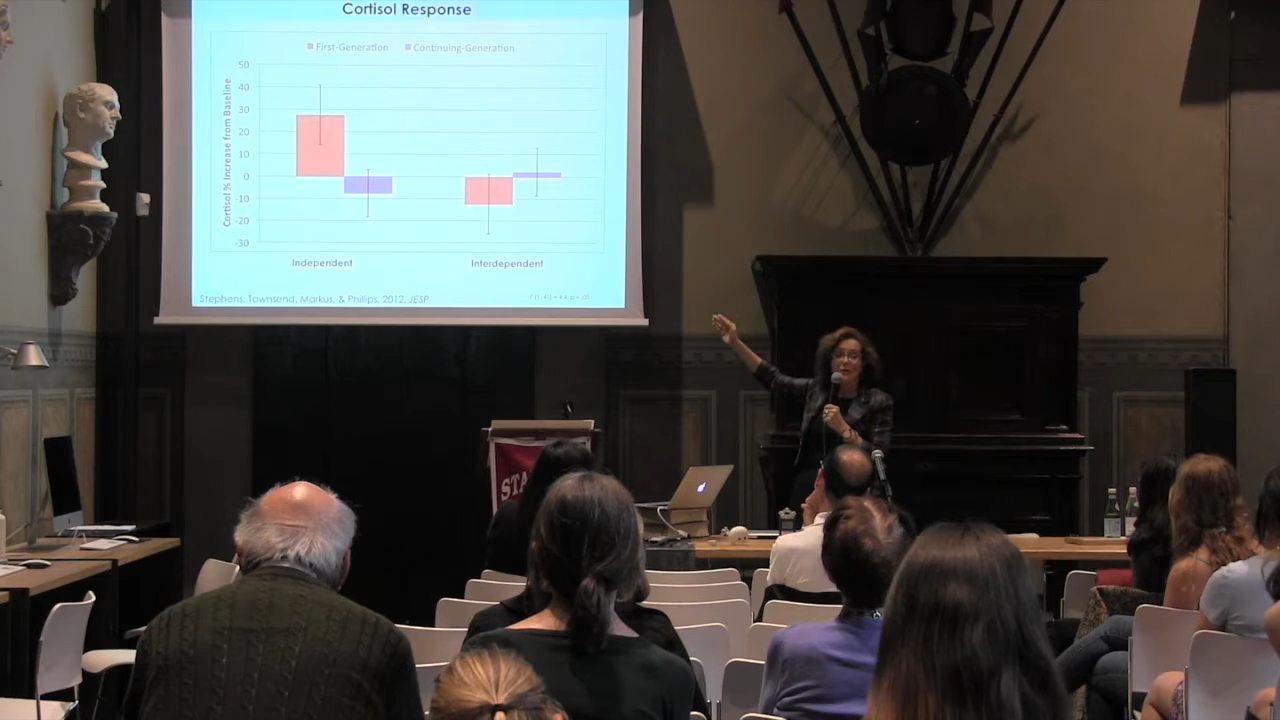 Cortisol Response
First-Generation Continuing-Generation
Cortisol % Increase from Baseline
50
40
30
20
10
0
-10
-20
-30
Independent Interdependent
Stephens, Townsend, Markus, & Phillips, 2012, JESP
STA